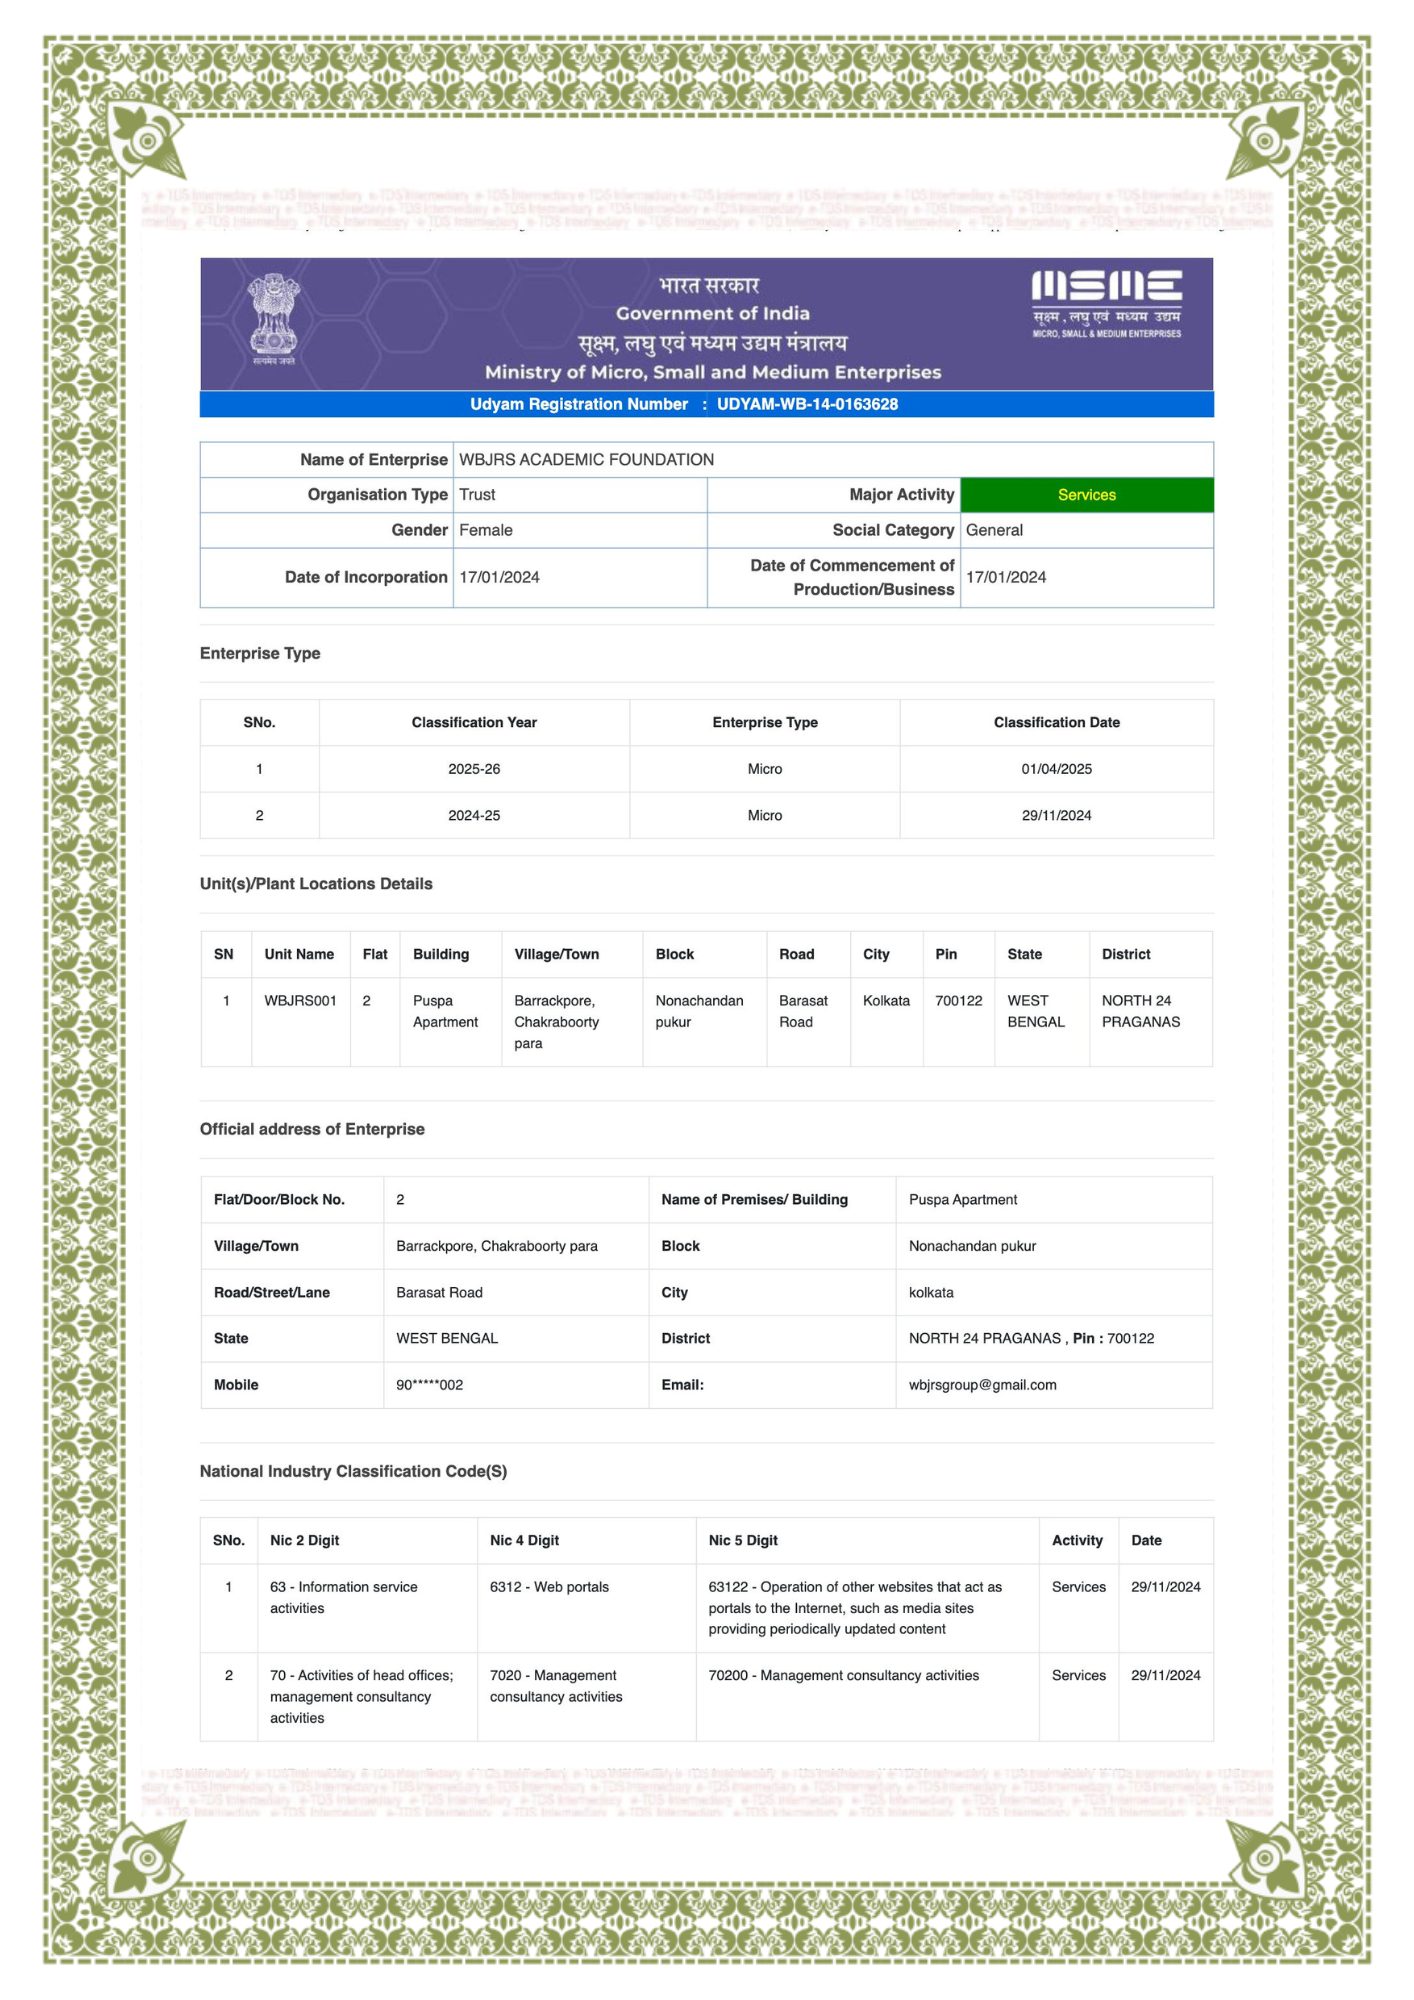 e-TDS Intermediary e-TDS Intermediary e-TDS Intermediary e-TDS Intermediary e-TDS Intermediary
भारत सरकार
Government of India
सूक्ष्म, लघु एवं मध्यम उद्यम मंत्रालय
Ministry of Micro, Small and Medium Enterprises
सत्यमेव जयते
MSME
सूक्ष्म, लघु एवं मध्यम उद्यम
MICRO, SMALL & MEDIUM ENTERPRISES
Udyam Registration Number : UDYAM-WB-14-0163628
Name of Enterprise WBJRS ACADEMIC FOUNDATION
Organisation Type Trust Major Activity Services
Gender Female Social Category General
Date of Incorporation 17/01/2024 Date of Commencement of Production/Business 17/01/2024
Enterprise Type
SNo. Classification Year Enterprise Type Classification Date
1 2025-26 Micro 01/04/2025
2 2024-25 Micro 29/11/2024
Unit(s)/Plant Locations Details
SN Unit Name Flat Building Village/Town Block Road City Pin State District
1 WBJRS001 2 Puspa Apartment Barrackpore, Chakraboorty para Nonachandan pukur Barasat Road Kolkata 700122 WEST BENGAL NORTH 24 PRAGANAS
Official address of Enterprise
Flat/Door/Block No. 2 Name of Premises/ Building Puspa Apartment
Village/Town Barrackpore, Chakraboorty para Block Nonachandan pukur
Road/Street/Lane Barasat Road City kolkata
State WEST BENGAL District NORTH 24 PRAGANAS , Pin : 700122
Mobile 90*****002 Email: wbjrsgroup@gmail.com
National Industry Classification Code(S)
SNo. Nic 2 Digit Nic 4 Digit Nic 5 Digit Activity Date
1 63 - Information service activities 6312 - Web portals 63122 - Operation of other websites that act as portals to the Internet, such as media sites providing periodically updated content Services 29/11/2024
2 70 - Activities of head offices; management consultancy activities 7020 - Management consultancy activities 70200 - Management consultancy activities Services 29/11/2024